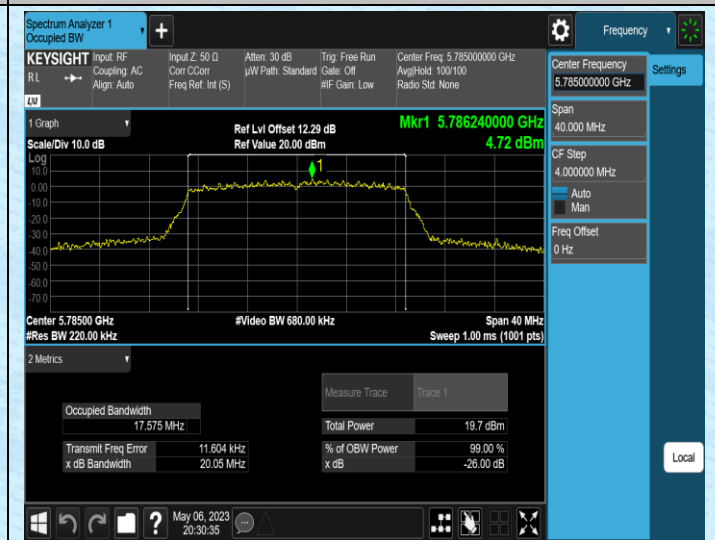 Spectrum Analyzer 1
Occupied BW
Frequency
KEYSIGHT
Input: RF
Coupling: AC
Align: Auto
R L
LXI
Input Z: 50 Ω
Corr CCorr
Freq Ref: Int (S)
Atten: 30 dB
µW Path: Standard
Trig: Free Run
Gate: Off
#IF Gain: Low
Center Freq: 5.785000000 GHz
Avg|Hold: 100/100
Radio Std: None
Center Frequency
5.785000000 GHz
Settings
Span
40.000 MHz
CF Step
4.000000 MHz
Auto
Man
Freq Offset
0 Hz
1 Graph
Scale/Div 10.0 dB
Ref Lvl Offset 12.29 dB
Ref Value 20.00 dBm
Mkr1 5.786240000 GHz
4.72 dBm
Log
10.0
0.00
-10.0
-20.0
-30.0
-40.0
-50.0
-60.0
-70.0
1
Center 5.78500 GHz
#Res BW 220.00 kHz
#Video BW 680.00 kHz
Span 40 MHz
Sweep 1.00 ms (1001 pts)
2 Metrics
Measure Trace
Trace 1
Occupied Bandwidth
17.575 MHz
Total Power
19.7 dBm
Transmit Freq Error
11.604 kHz
% of OBW Power
99.00 %
x dB Bandwidth
20.05 MHz
x dB
-26.00 dB
Local
May 06, 2023
20:30:35